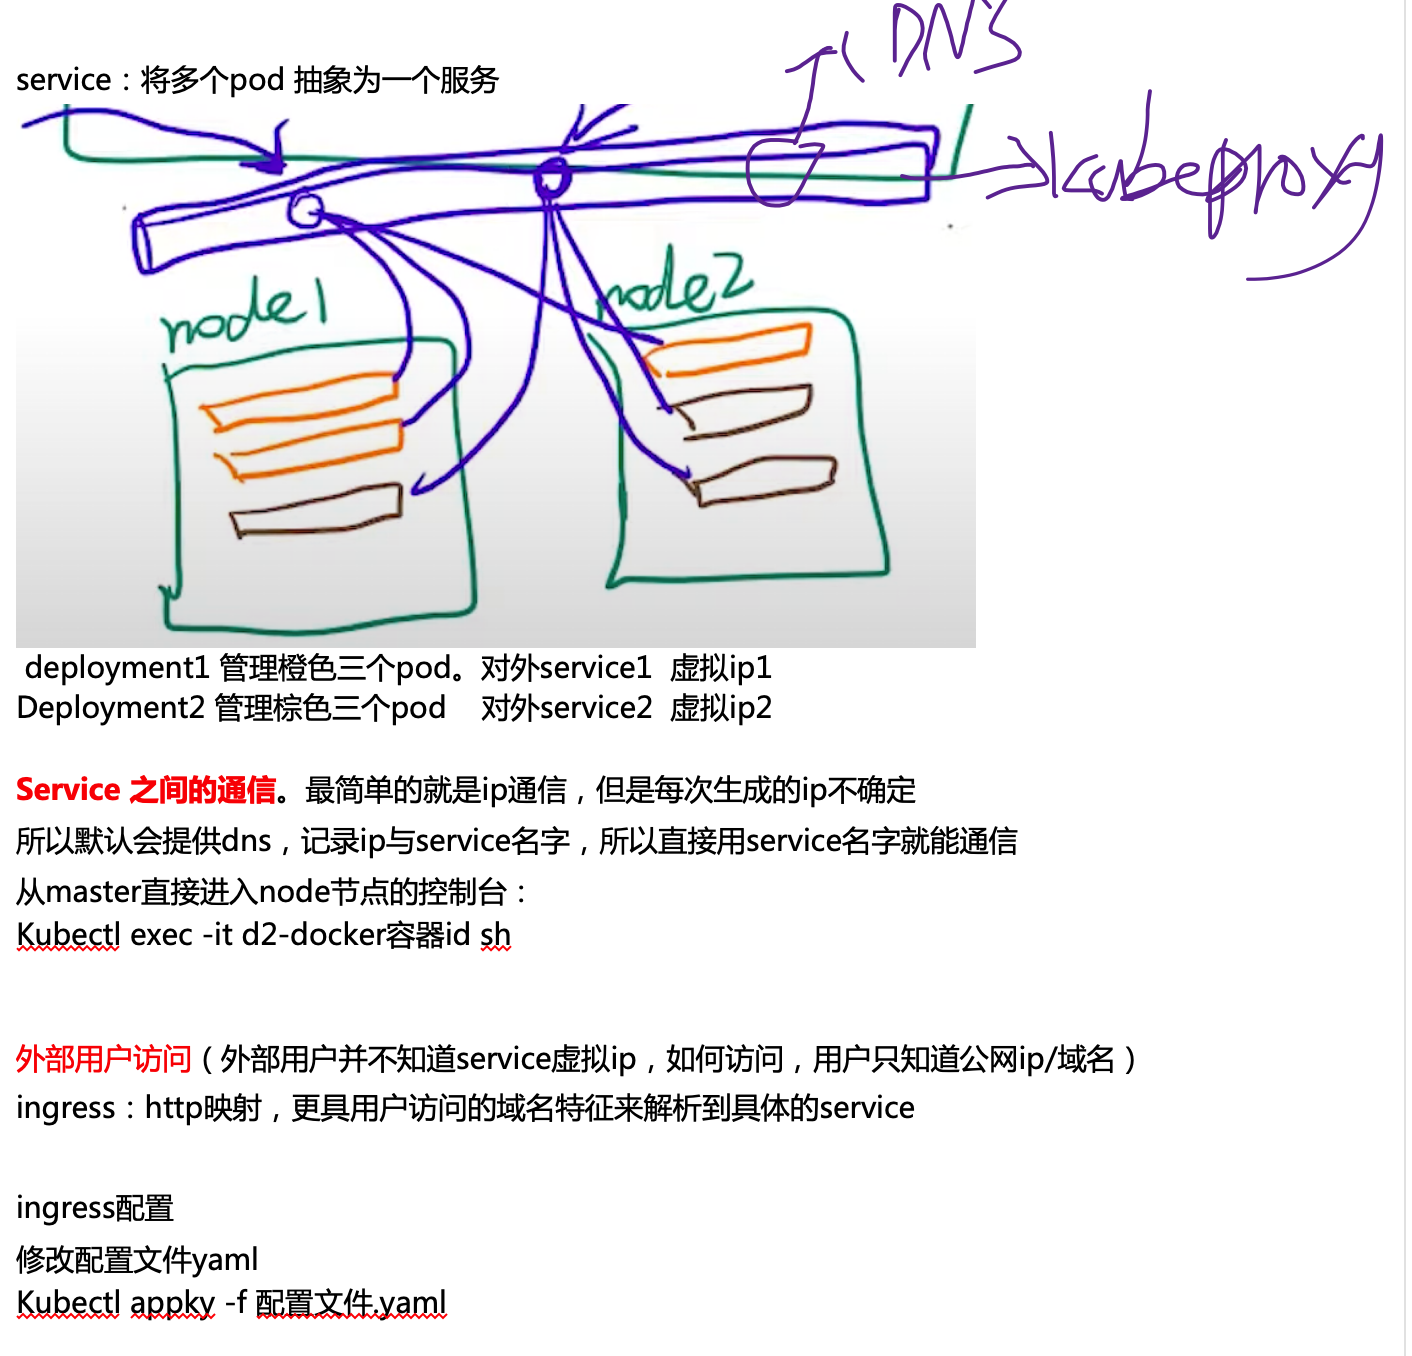 DNS
service：将多个pod 抽象为一个服务
kubeproxy
node1
node2
deployment1 管理橙色三个pod。对外service1 虚拟ip1
Deployment2 管理棕色三个pod 对外service2 虚拟ip2
Service 之间的通信。最简单的就是ip通信，但是每次生成的ip不确定
所以默认会提供dns，记录ip与service名字，所以直接用service名字就能通信
从master直接进入node节点的控制台：
Kubectl exec -it d2-docker容器id sh
外部用户访问（外部用户并不知道service虚拟ip，如何访问，用户只知道公网ip/域名）
ingress：http映射，更具用户访问的域名特征来解析到具体的service
ingress配置
修改配置文件yaml
Kubectl appky -f 配置文件.yaml